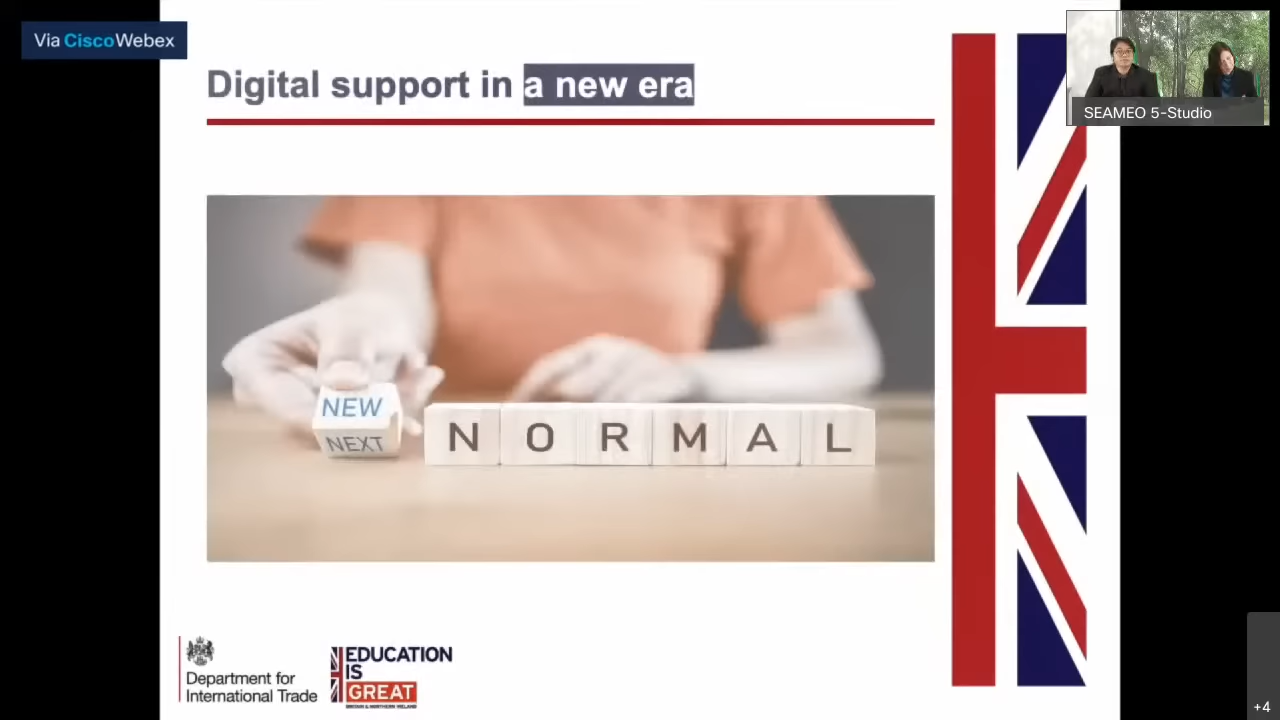 Via CiscoWebex
Digital support in a new era
SEAMEO 5-Studio
NEW
NEXT
N O R M A L
Department for
International Trade
EDUCATION
IS
GREAT
BRITAIN & NORTHERN IRELAND
+4